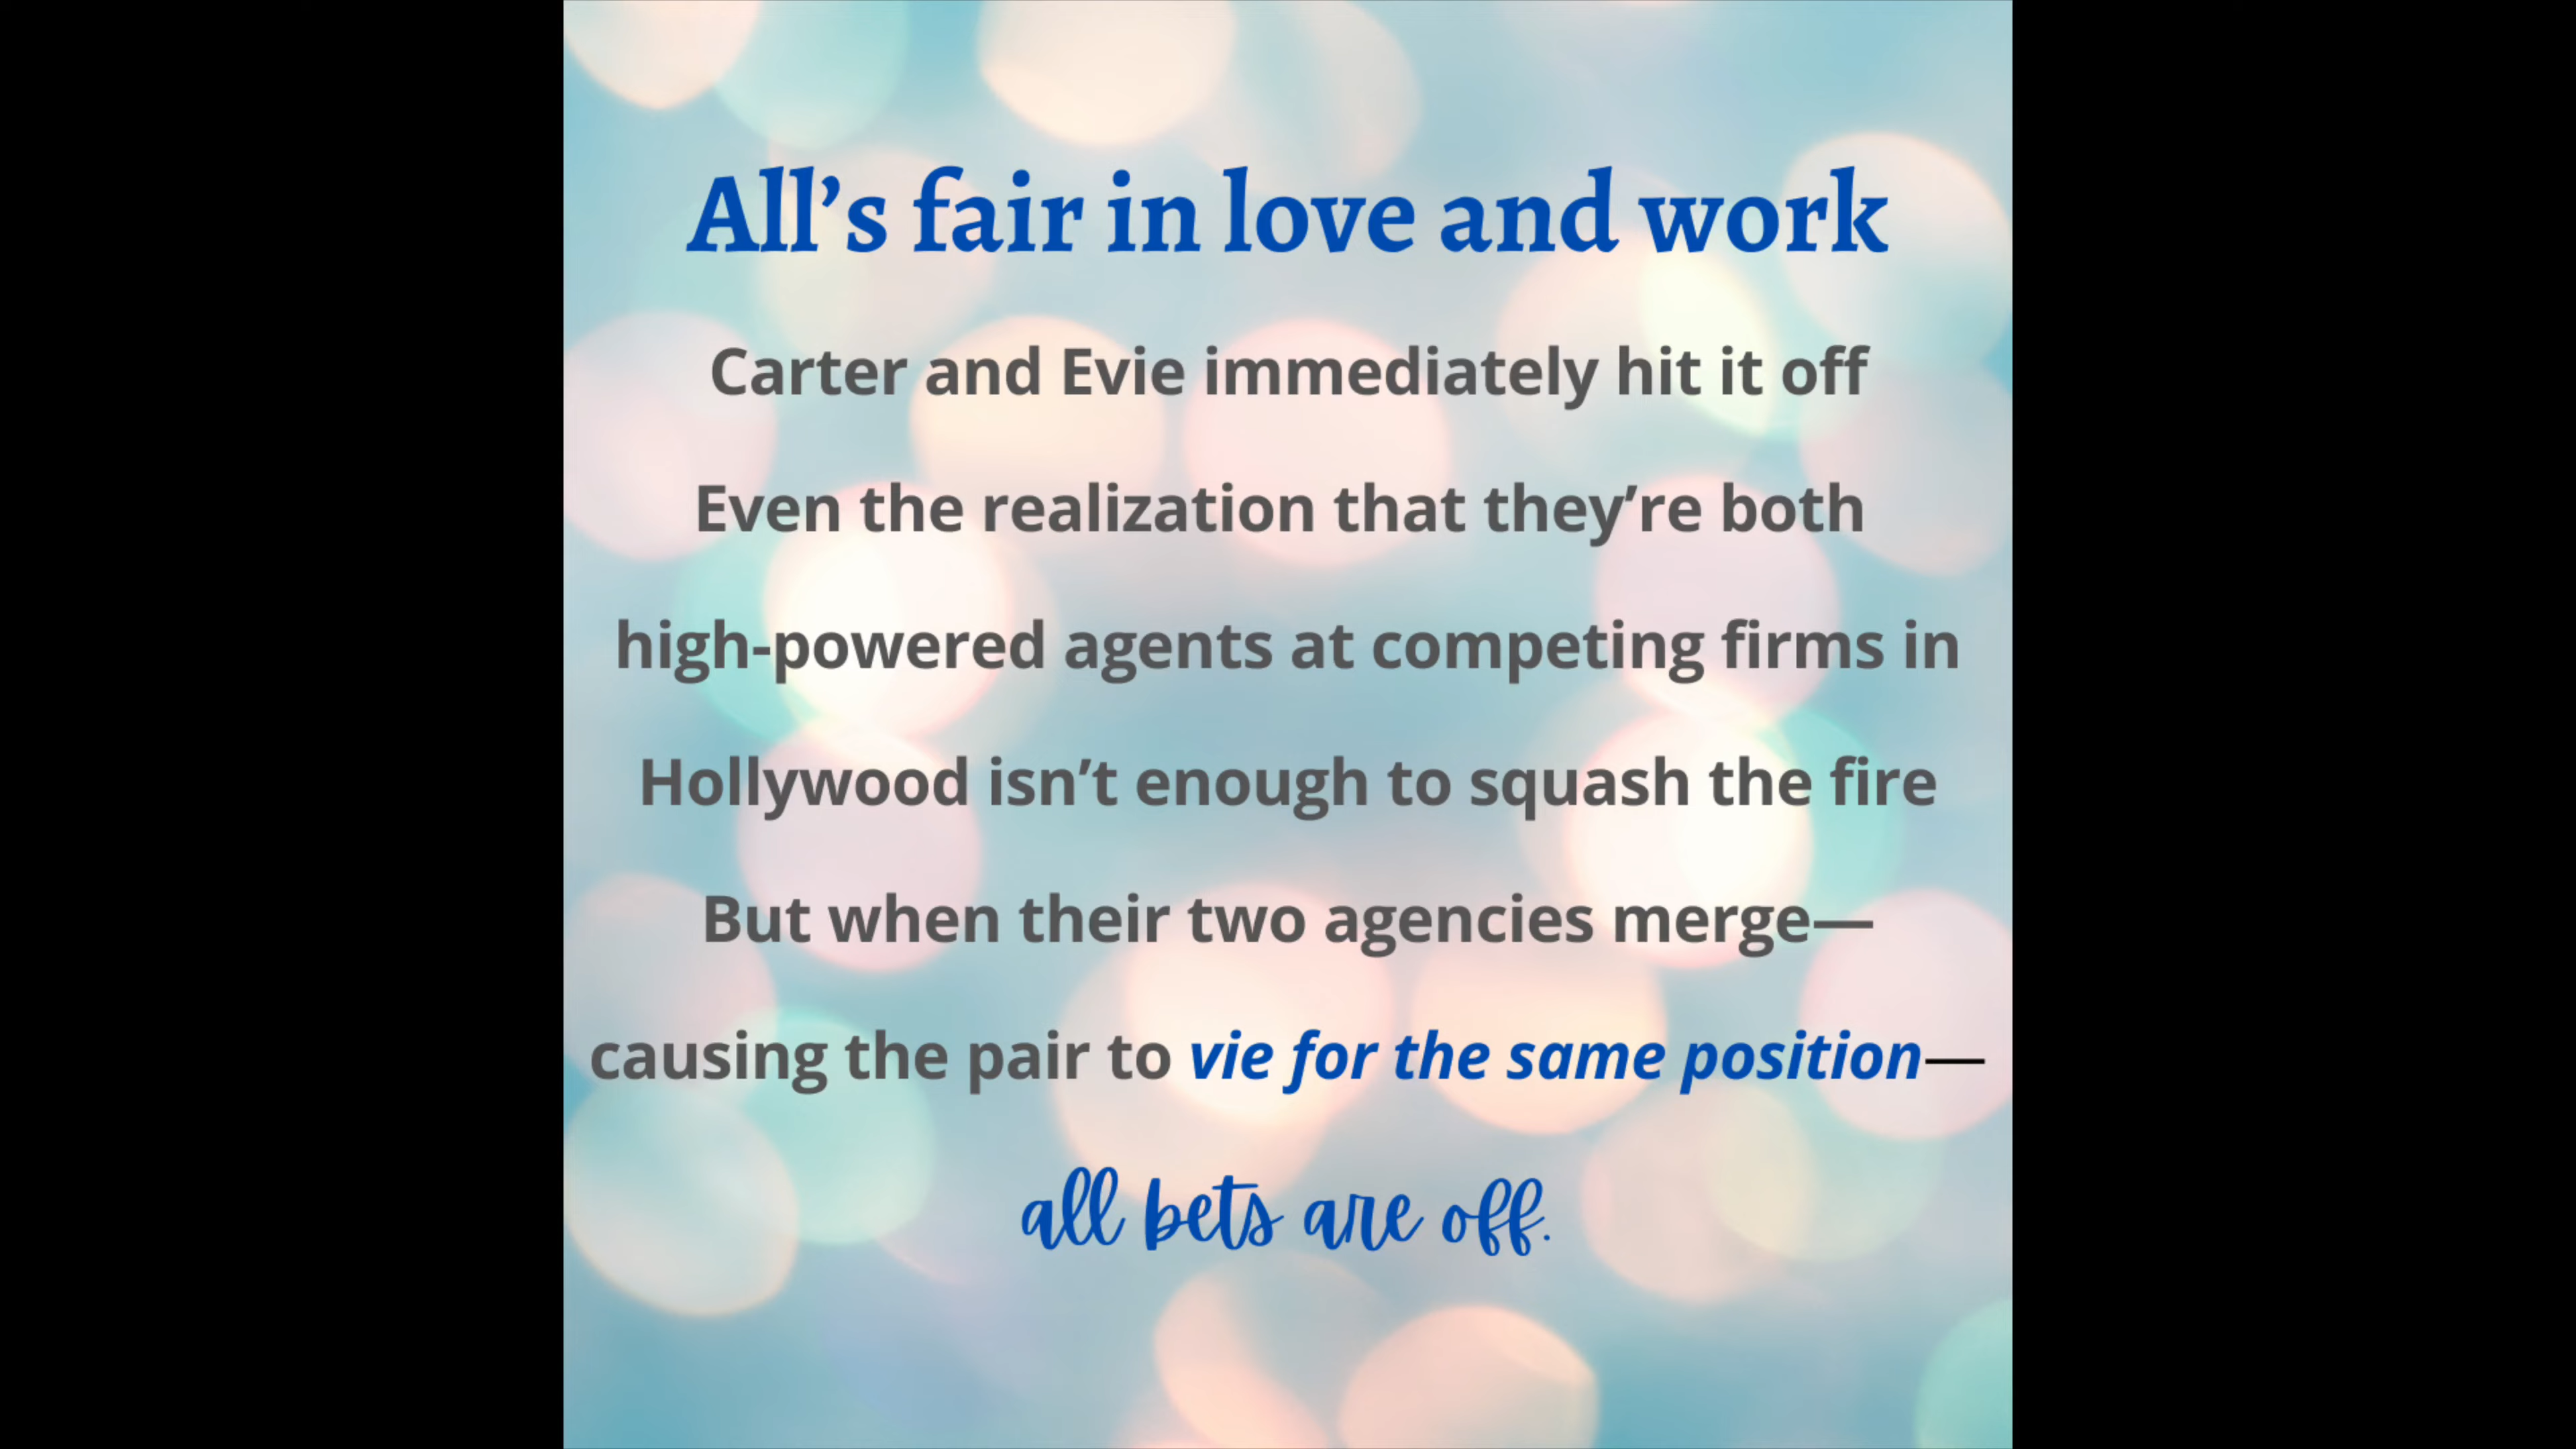 All’s fair in love and work
Carter and Evie immediately hit it off
Even the realization that they’re both
high-powered agents at competing firms in
Hollywood isn’t enough to squash the fire
But when their two agencies merge—
causing the pair to vie for the same position—
all bets are off.